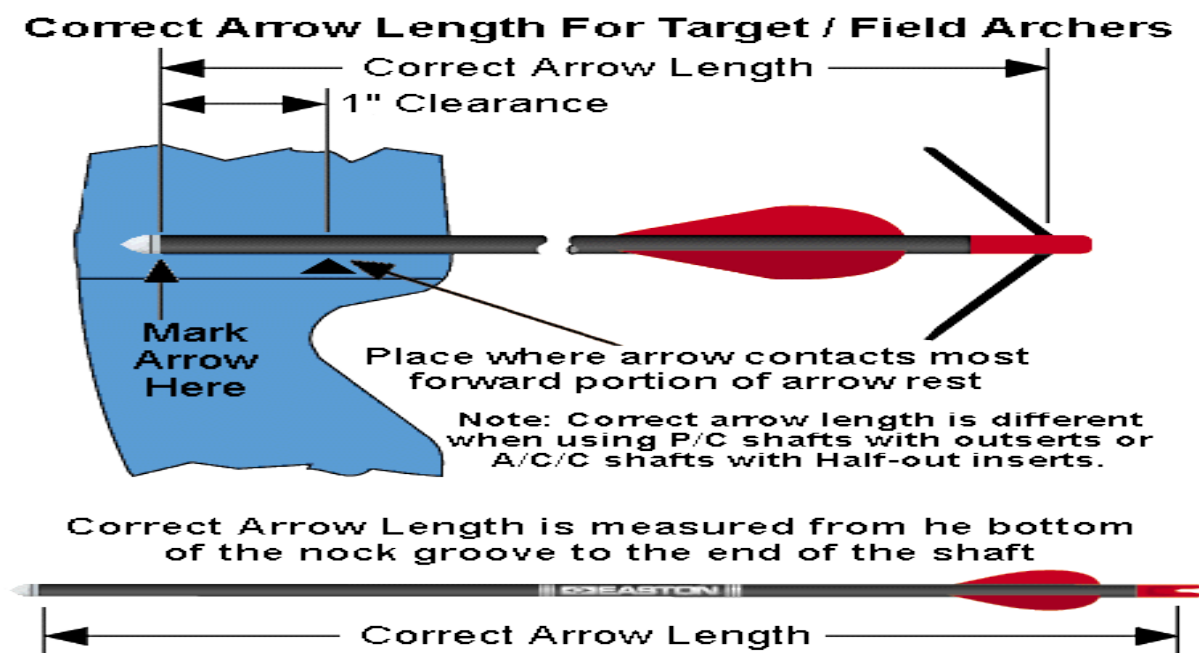 Correct Arrow Length For Target / Field Archers
Correct Arrow Length
1" Clearance
Mark
Arrow
Here
Place where arrow contacts most
forward portion of arrow rest
Note: Correct arrow length is different
when using P/C shafts with outserts or
A/C/C shafts with Half-out inserts.
Correct Arrow Length is measured from he bottom
of the nock groove to the end of the shaft
EASTON
Correct Arrow Length